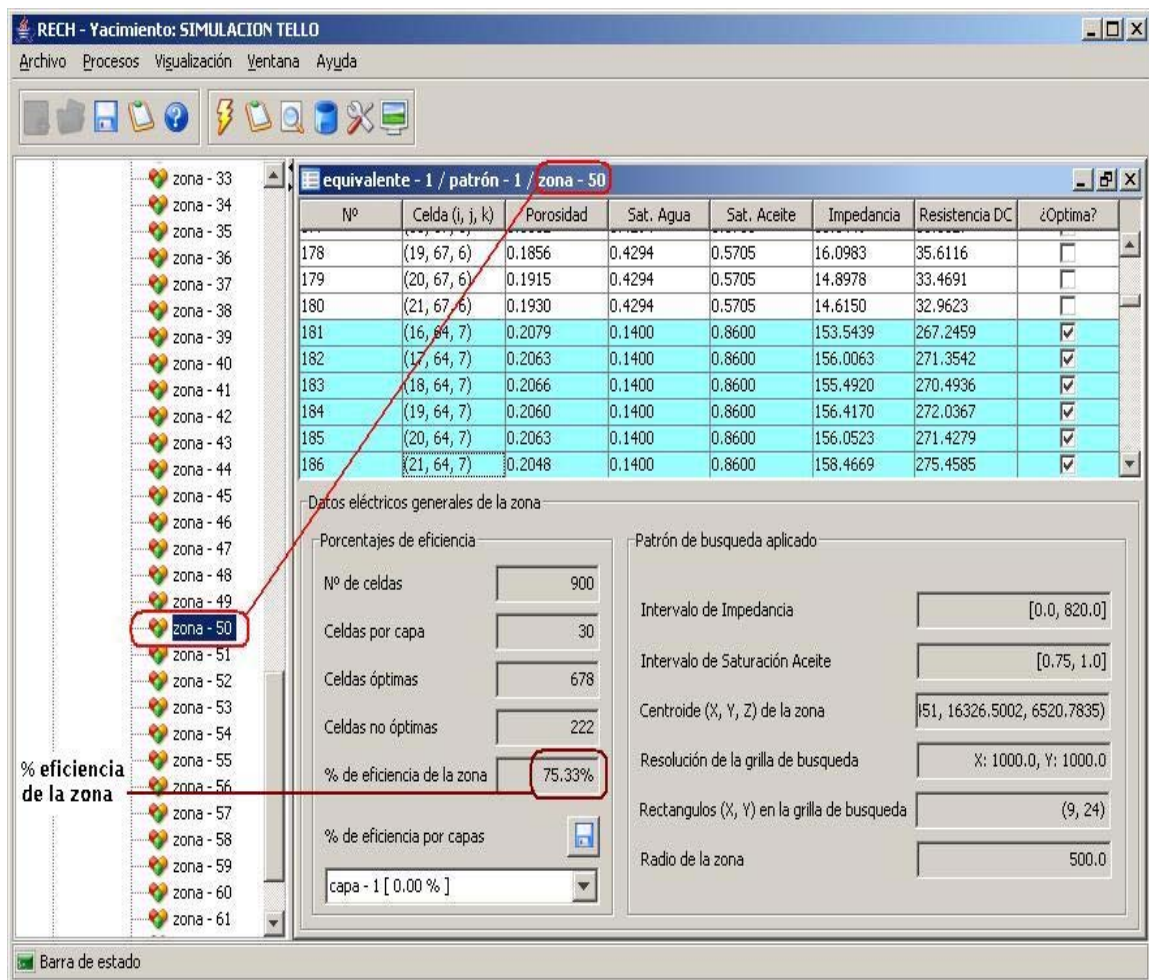 RECH - Yacimiento: SIMULACION TELLO
Archivo Procesos Visualización Ventana Ayuda
zona - 33
zona - 34
zona - 35
zona - 36
zona - 37
zona - 38
zona - 39
zona - 40
zona - 41
zona - 42
zona - 43
zona - 44
zona - 45
zona - 46
zona - 47
zona - 48
zona - 49
zona - 50
zona - 51
zona - 52
zona - 53
zona - 54
zona - 55
zona - 56
zona - 57
zona - 58
zona - 59
zona - 60
zona - 61
% eficiencia
de la zona
equivalente - 1 / patrón - 1 / zona - 50
Nº Celda (i, j, k) Porosidad Sat. Agua Sat. Aceite Impedancia Resistencia DC ¿Optima?
178 (19, 67, 6) 0.1856 0.4294 0.5705 16.0983 35.6116
179 (20, 67, 6) 0.1915 0.4294 0.5705 14.8978 33.4691
180 (21, 67, 6) 0.1930 0.4294 0.5705 14.6150 32.9623
181 (16, 64, 7) 0.2079 0.1400 0.8600 153.5439 267.2459
182 (17, 64, 7) 0.2063 0.1400 0.8600 156.0063 271.3542
183 (18, 64, 7) 0.2066 0.1400 0.8600 155.4920 270.4936
184 (19, 64, 7) 0.2060 0.1400 0.8600 156.4170 272.0367
185 (20, 64, 7) 0.2063 0.1400 0.8600 156.0523 271.4279
186 (21, 64, 7) 0.2048 0.1400 0.8600 158.4669 275.4585
Datos eléctricos generales de la zona
Porcentajes de eficiencia
Nº de celdas 900
Celdas por capa 30
Celdas óptimas 678
Celdas no óptimas 222
% de eficiencia de la zona 75.33%
% de eficiencia por capas
capa - 1 [ 0.00 % ]
Patrón de busqueda aplicado
Intervalo de Impedancia [0.0, 820.0]
Intervalo de Saturación Aceite [0.75, 1.0]
Centroide (X, Y, Z) de la zona 51, 16326.5002, 6520.7835)
Resolución de la grilla de busqueda X: 1000.0, Y: 1000.0
Rectangulos (X, Y) en la grilla de busqueda (9, 24)
Radio de la zona 500.0
Barra de estado